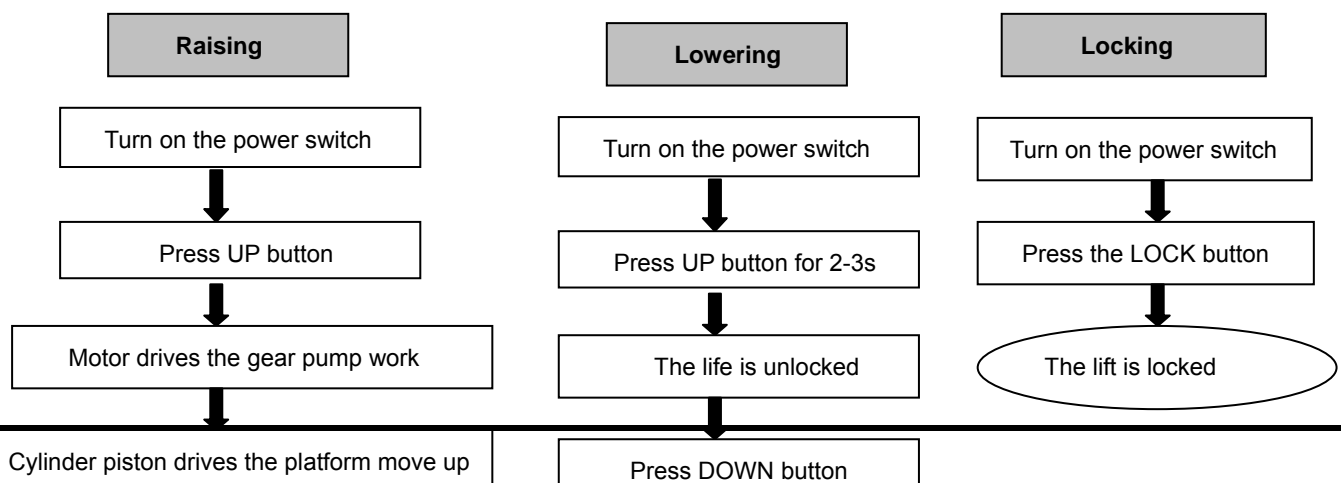 Raising
Turn on the power switch
Press UP button
Motor drives the gear pump work
Cylinder piston drives the platform move up
Lowering
Turn on the power switch
Press UP button for 2-3s
The life is unlocked
Press DOWN button
Locking
Turn on the power switch
Press the LOCK button
The lift is locked